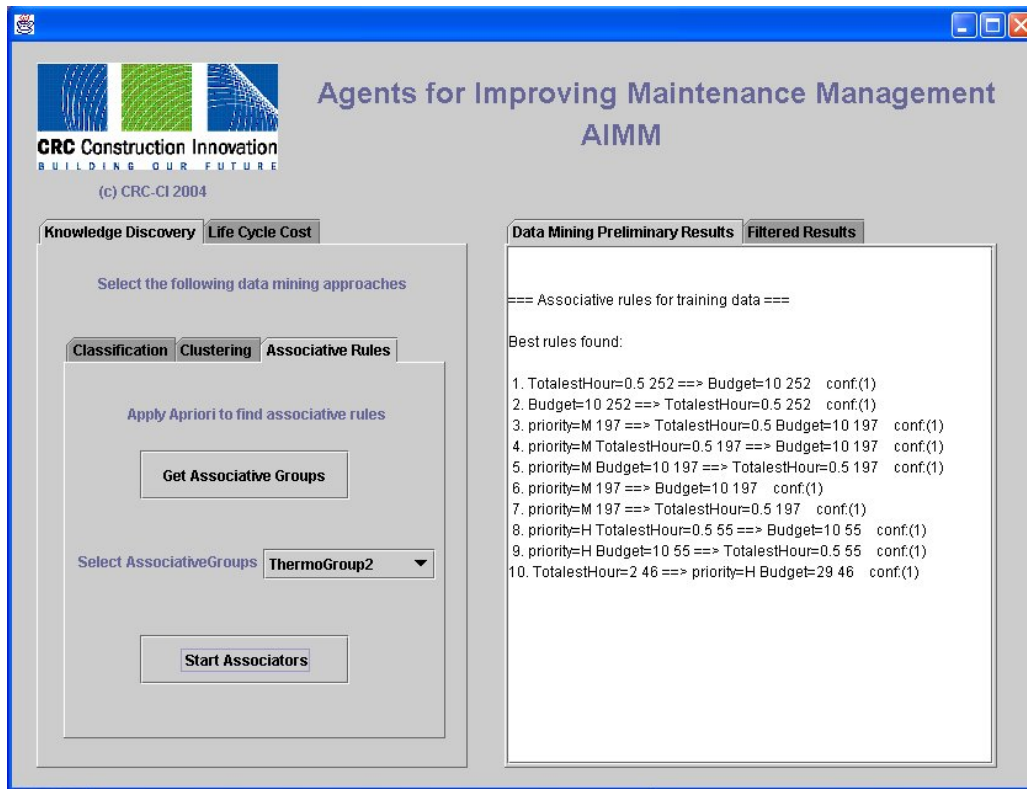 Agents for Improving Maintenance Management
AIMM
CRC Construction Innovation
BUILDING OUR FUTURE
(c) CRC-CI 2004
Knowledge Discovery Life Cycle Cost
Select the following data mining approaches
Classification Clustering Associative Rules
Apply Apriori to find associative rules
Get Associative Groups
Select AssociativeGroups ThermoGroup2
Start Associators
Data Mining Preliminary Results Filtered Results
=== Associative rules for training data ===
Best rules found:
1. TotalestHour=0.5 252 ==> Budget=10 252 conf:(1)
2. Budget=10 252 ==> TotalestHour=0.5 252 conf:(1)
3. priority=M 197 ==> TotalestHour=0.5 Budget=10 197 conf:(1)
4. priority=M TotalestHour=0.5 197 ==> Budget=10 197 conf:(1)
5. priority=M Budget=10 197 ==> TotalestHour=0.5 197 conf:(1)
6. priority=M 197 ==> Budget=10 197 conf:(1)
7. priority=M 197 ==> TotalestHour=0.5 197 conf:(1)
8. priority=H TotalestHour=0.5 55 ==> Budget=10 55 conf:(1)
9. priority=H Budget=10 55 ==> TotalestHour=0.5 55 conf:(1)
10. TotalestHour=2 46 ==> priority=H Budget=29 46 conf:(1)